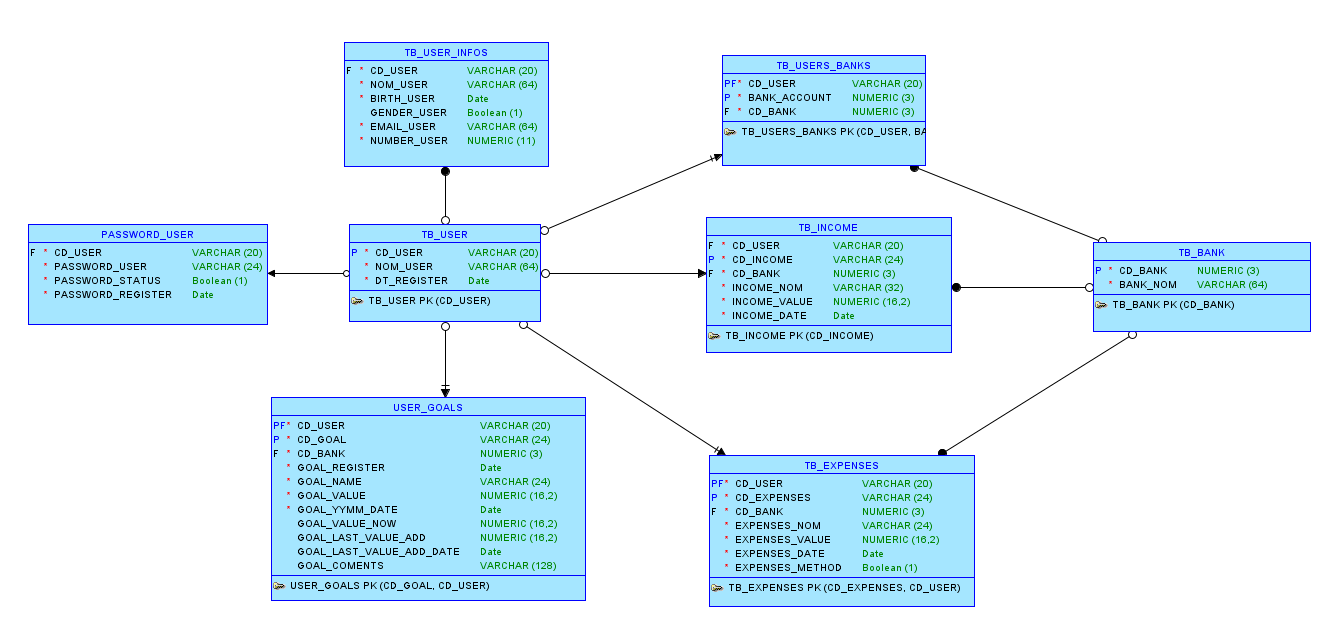 TB_USER_INFOS
F * CD_USER VARCHAR (20)
* NOM_USER VARCHAR (64)
* BIRTH_USER Date
GENDER_USER Boolean (1)
* EMAIL_USER VARCHAR (64)
* NUMBER_USER NUMERIC (11)
TB_USERS_BANKS
PF* CD_USER VARCHAR (20)
P * BANK_ACCOUNT NUMERIC (3)
F * CD_BANK NUMERIC (3)
TB_USERS_BANKS PK (CD_USER, BA
PASSWORD_USER
F * CD_USER VARCHAR (20)
* PASSWORD_USER VARCHAR (24)
* PASSWORD_STATUS Boolean (1)
* PASSWORD_REGISTER Date
TB_USER
P * CD_USER VARCHAR (20)
* NOM_USER VARCHAR (64)
* DT_REGISTER Date
TB_USER PK (CD_USER)
TB_INCOME
F * CD_USER VARCHAR (20)
P * CD_INCOME VARCHAR (24)
F * CD_BANK NUMERIC (3)
* INCOME_NOM VARCHAR (32)
* INCOME_VALUE NUMERIC (16,2)
* INCOME_DATE Date
TB_INCOME PK (CD_INCOME)
TB_BANK
P * CD_BANK NUMERIC (3)
* BANK_NOM VARCHAR (64)
TB_BANK PK (CD_BANK)
USER_GOALS
PF* CD_USER VARCHAR (20)
P * CD_GOAL VARCHAR (24)
F * CD_BANK NUMERIC (3)
* GOAL_REGISTER Date
* GOAL_NAME VARCHAR (24)
* GOAL_VALUE NUMERIC (16,2)
* GOAL_YYMM_DATE Date
GOAL_VALUE_NOW NUMERIC (16,2)
GOAL_LAST_VALUE_ADD NUMERIC (16,2)
GOAL_LAST_VALUE_ADD_DATE Date
GOAL_COMENTS VARCHAR (128)
USER_GOALS PK (CD_GOAL, CD_USER)
TB_EXPENSES
PF* CD_USER VARCHAR (20)
P * CD_EXPENSES VARCHAR (24)
F * CD_BANK NUMERIC (3)
* EXPENSES_NOM VARCHAR (24)
* EXPENSES_VALUE NUMERIC (16,2)
* EXPENSES_DATE Date
* EXPENSES_METHOD Boolean (1)
TB_EXPENSES PK (CD_EXPENSES, CD_USER)